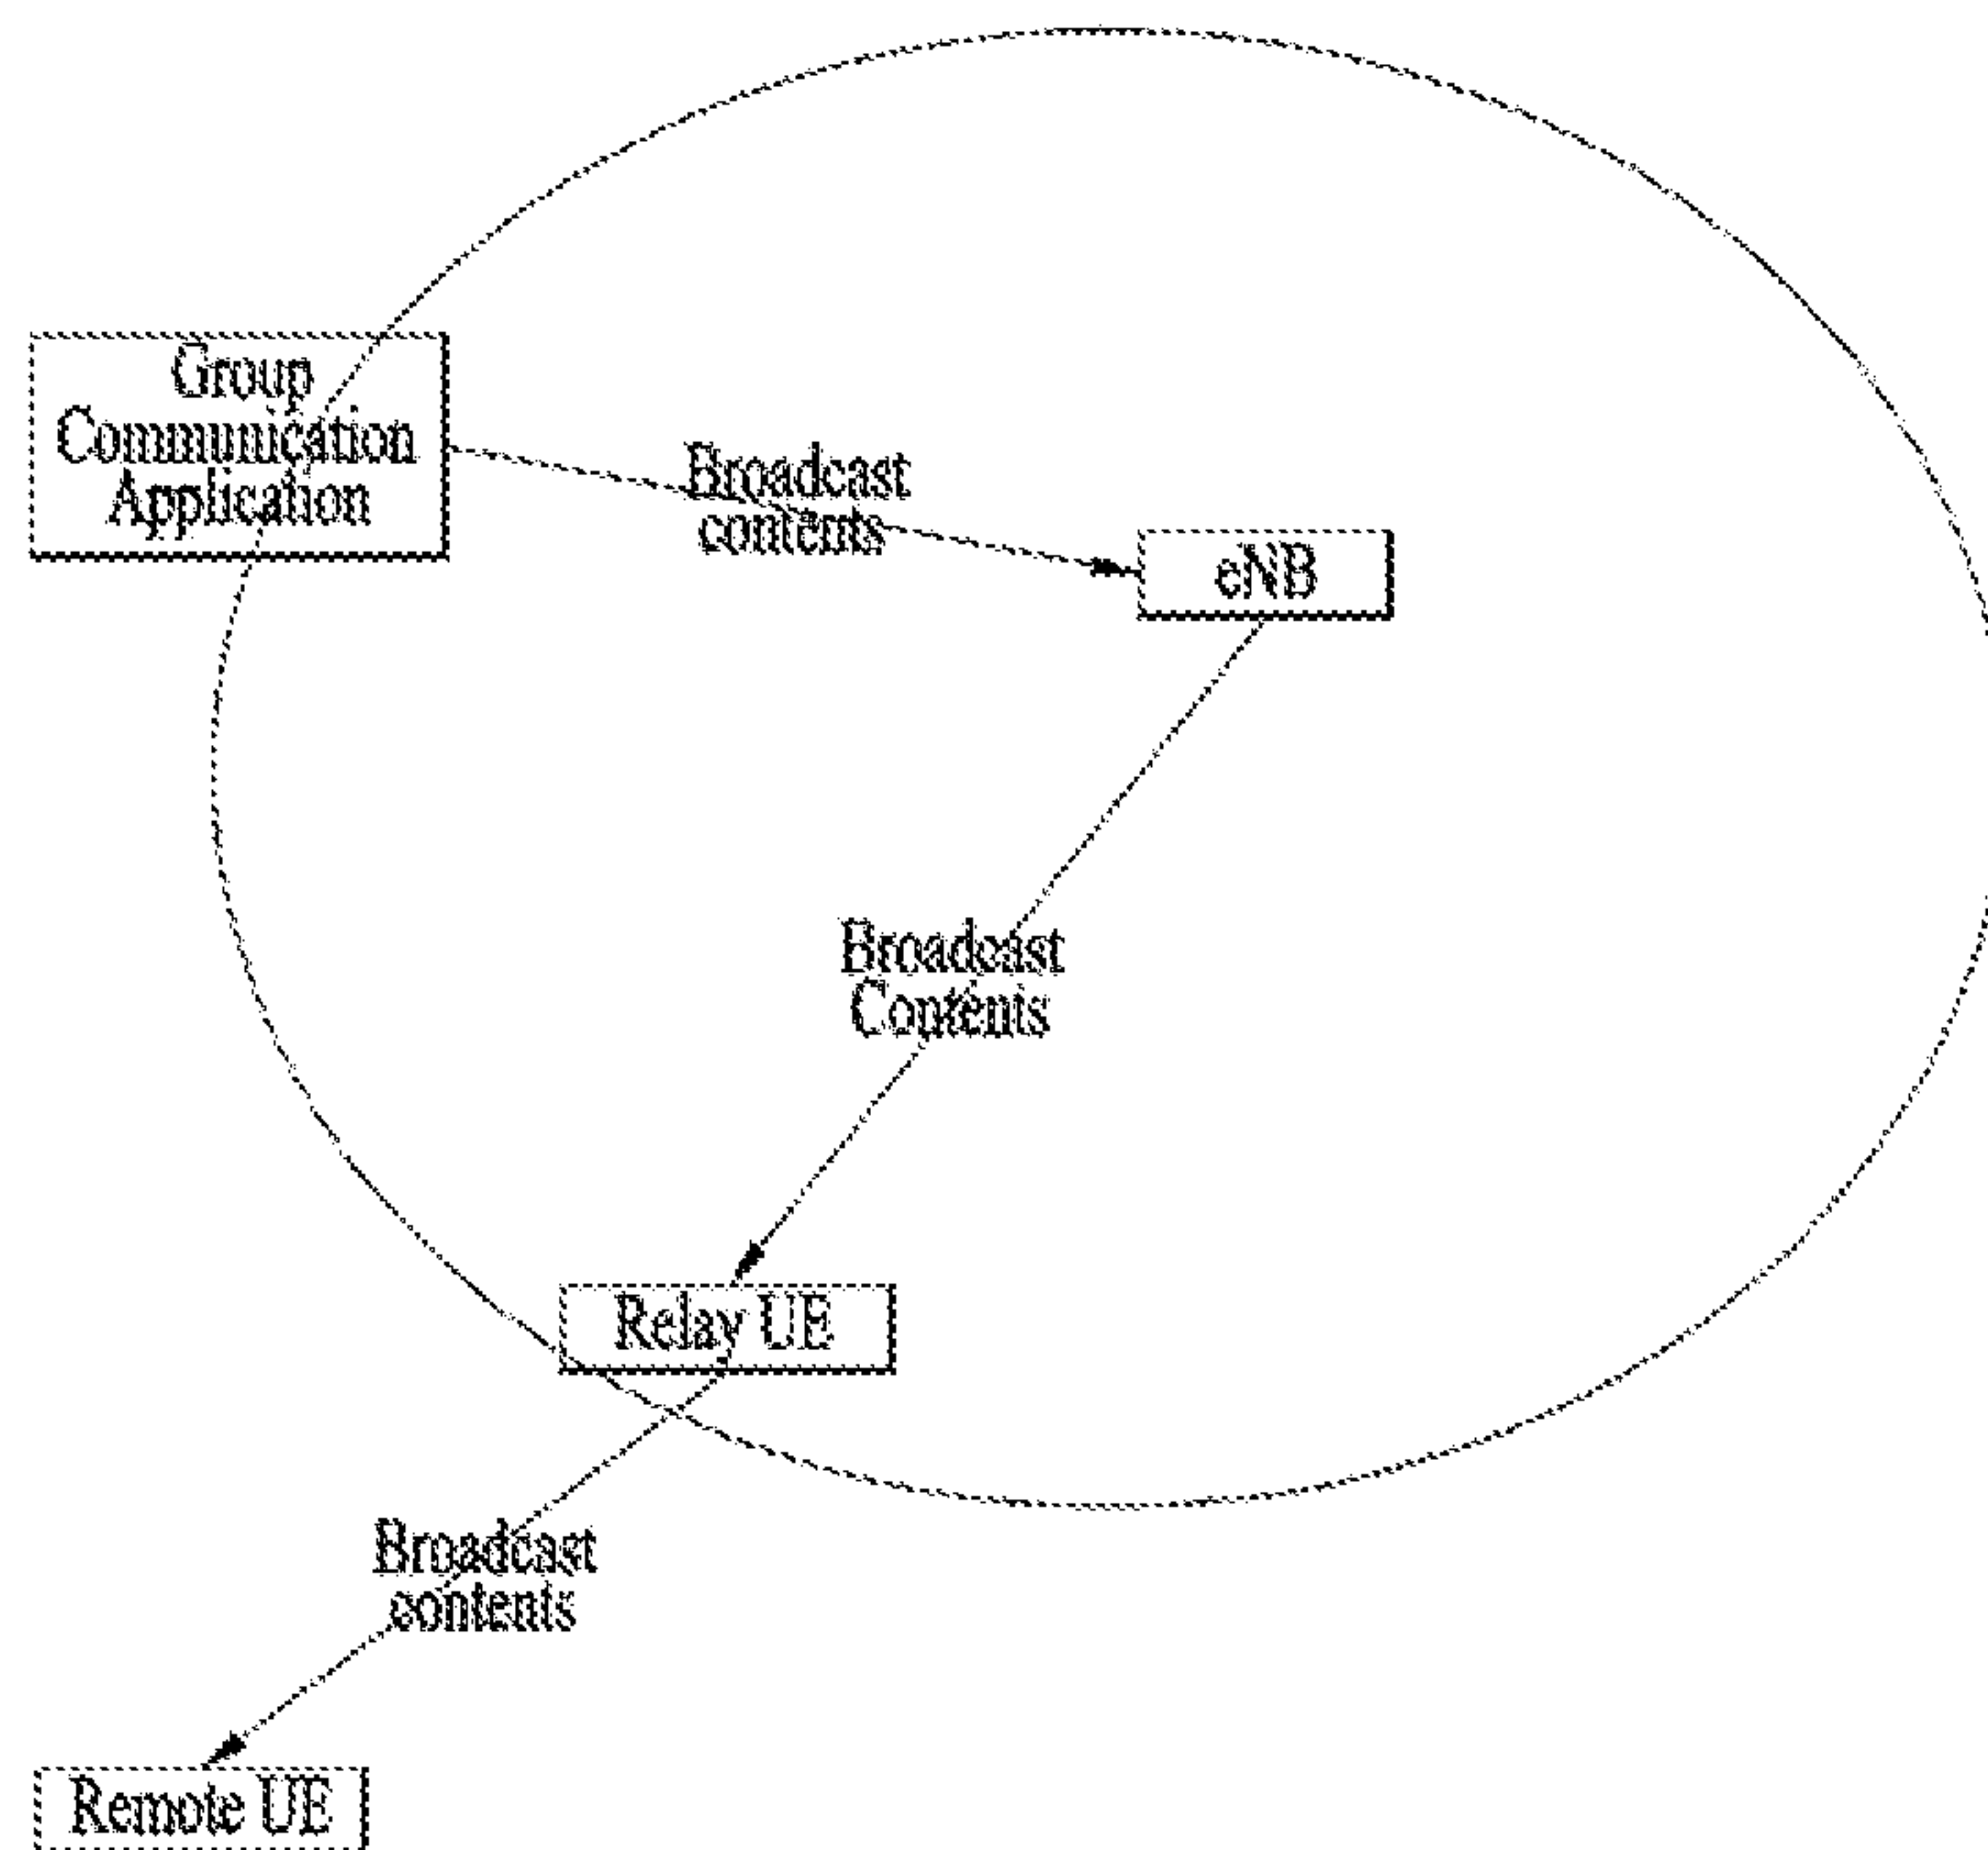 Group
Communication
Application
Broadcast
contents
eNB
Broadcast
Contents
Relay UE
Broadcast
contents
Remote UE